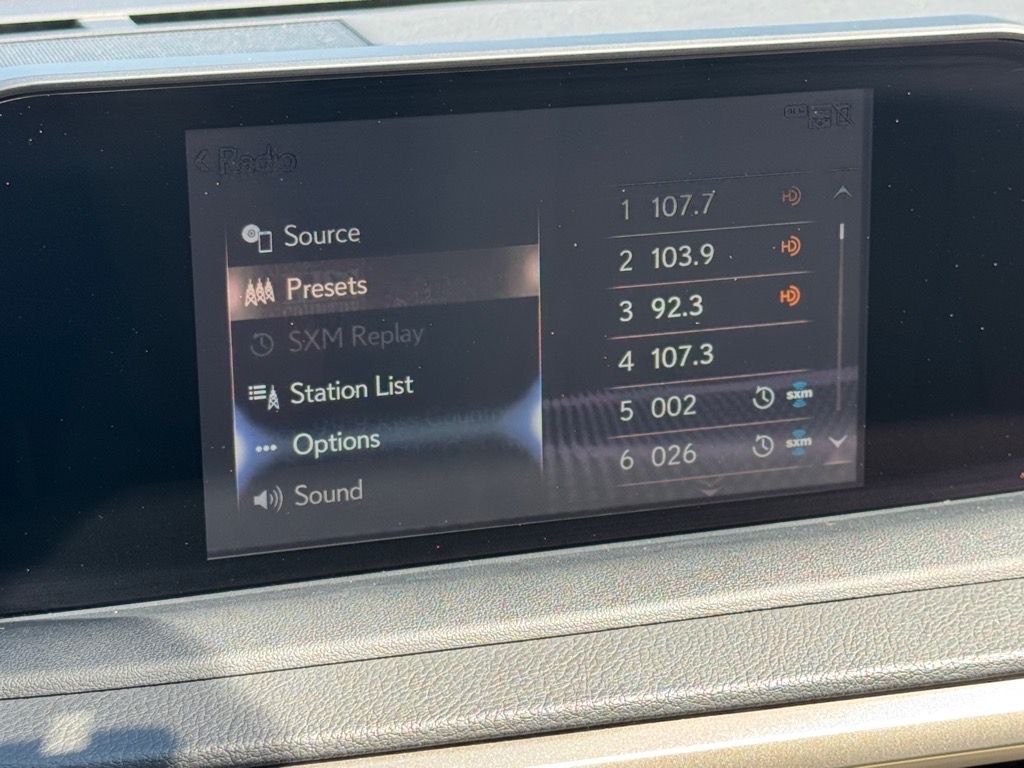 Radio
Source
Presets
SXM Replay
Station List
Options
Sound
1 107.7 HD
2 103.9 HD
3 92.3 HD
4 107.3
5 002 sxm
6 026 sxm